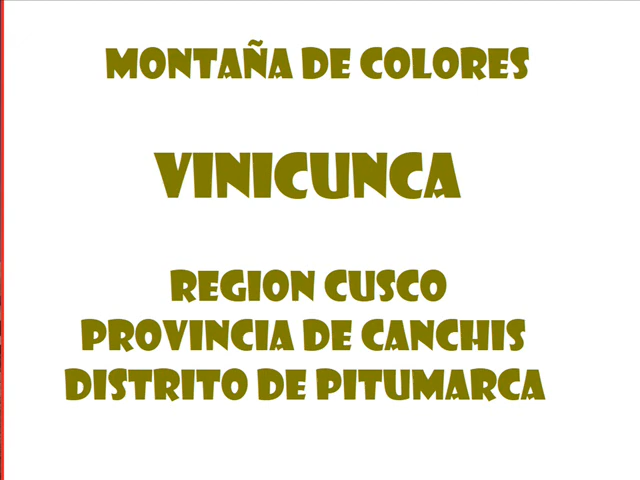 MONTAÑA DE COLORES
VINICUNCA
REGION CUSCO
PROVINCIA DE CANCHIS
DISTRITO DE PITUMARCA